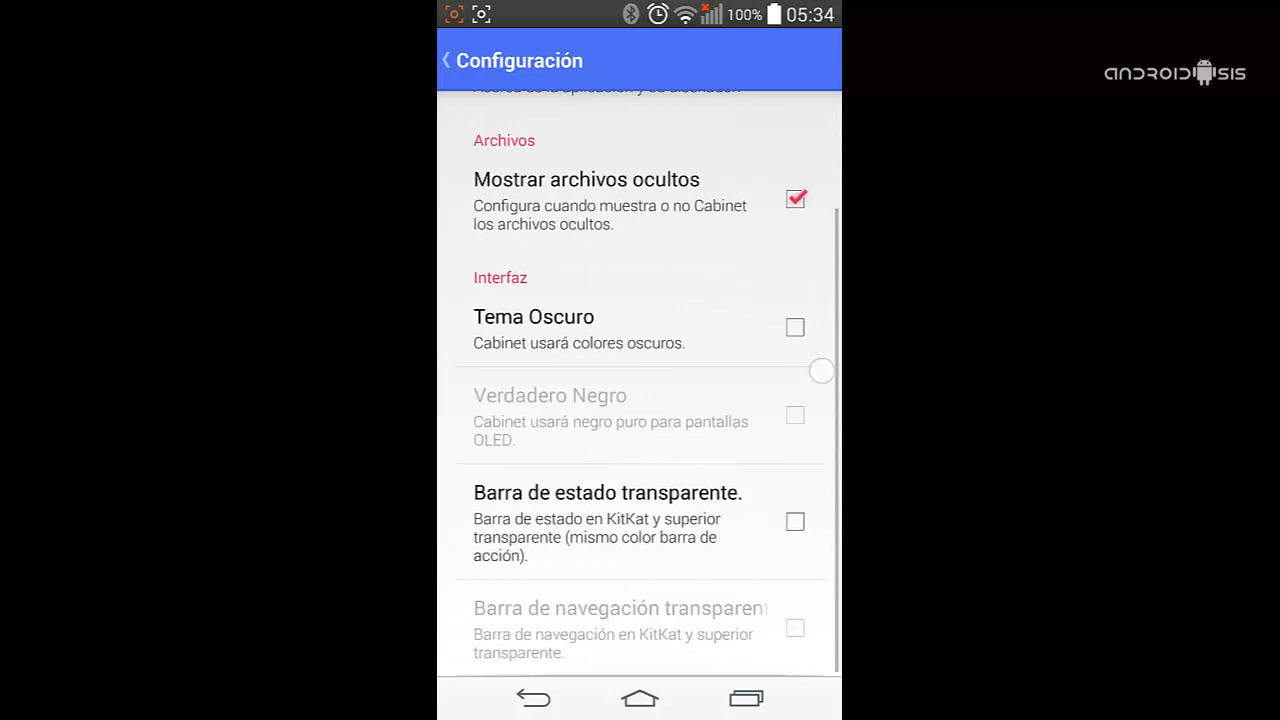 100% 05:34
Configuración
ANDROIDSIS
Archivos
Mostrar archivos ocultos
Configura cuando muestra o no Cabinet
los archivos ocultos.
Interfaz
Tema Oscuro
Cabinet usará colores oscuros.
Verdadero Negro
Cabinet usará negro puro para pantallas
OLED.
Barra de estado transparente.
Barra de estado en KitKat y superior
transparente (mismo color barra de
acción).
Barra de navegación transparent
Barra de navegación en KitKat y superior
transparente.